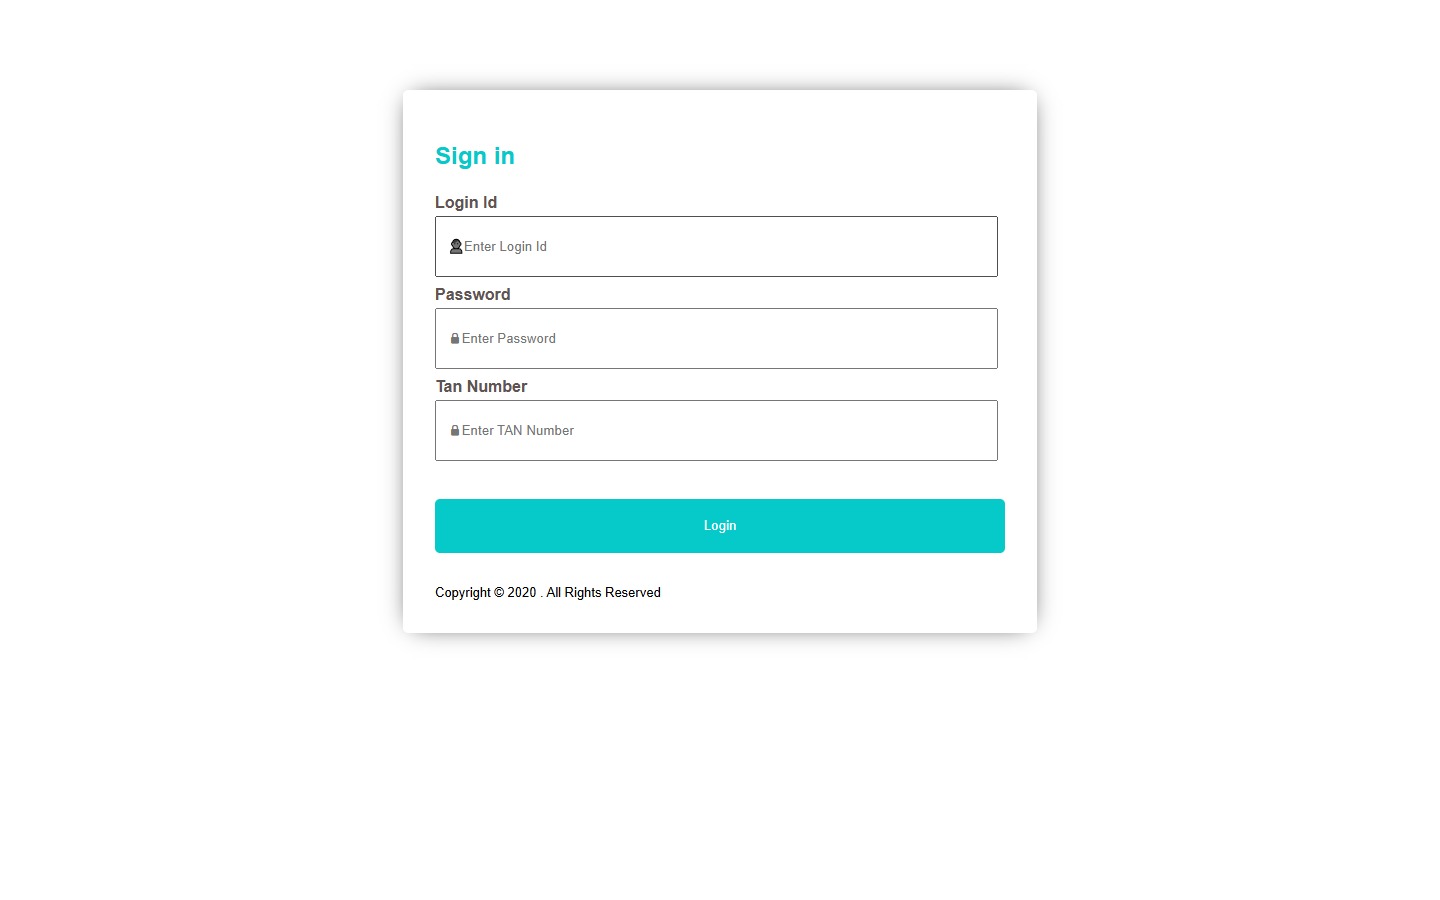 Sign in
Login Id
Enter Login Id
Password
Enter Password
Tan Number
Enter TAN Number
Login
Copyright © 2020 . All Rights Reserved